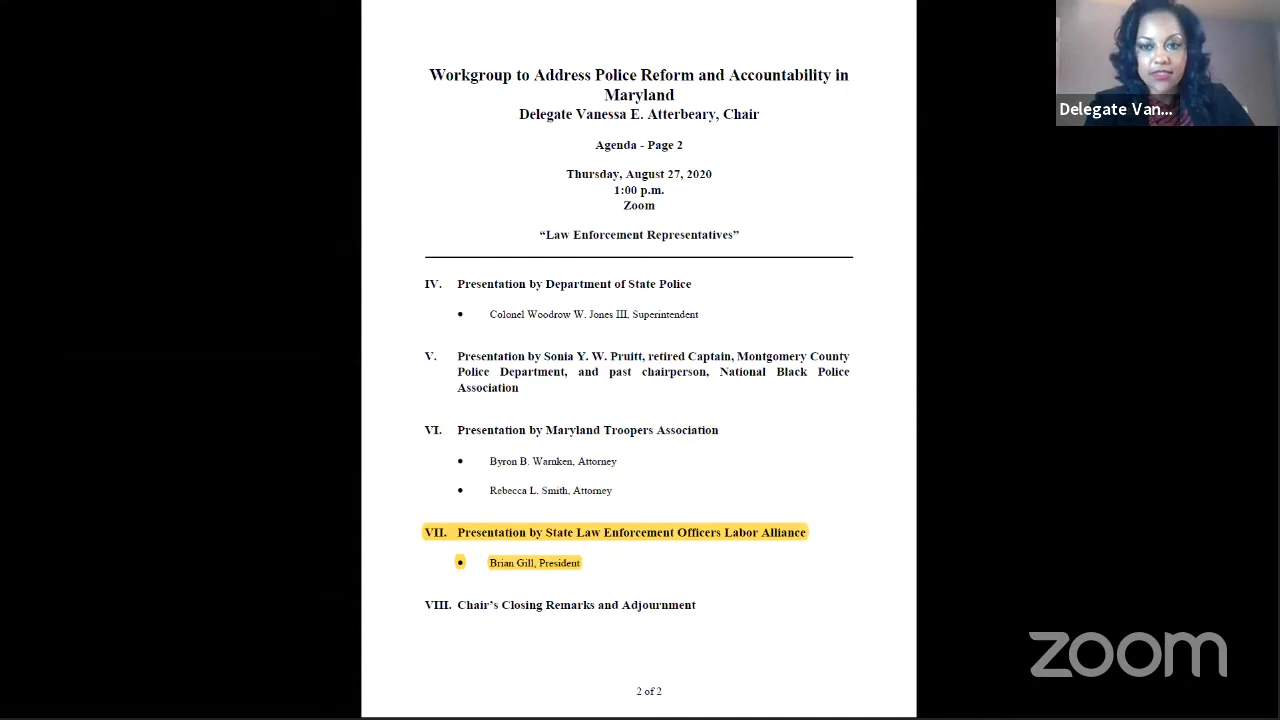 Workgroup to Address Police Reform and Accountability in
Maryland
Delegate Vanessa E. Atterbeary, Chair
Agenda - Page 2
Thursday, August 27, 2020
1:00 p.m.
Zoom
“Law Enforcement Representatives”
IV. Presentation by Department of State Police
• Colonel Woodrow W. Jones III, Superintendent
V. Presentation by Sonia Y. W. Pruitt, retired Captain, Montgomery County
Police Department, and past chairperson, National Black Police
Association
VI. Presentation by Maryland Troopers Association
• Byron B. Warnken, Attorney
• Rebecca L. Smith, Attorney
VII. Presentation by State Law Enforcement Officers Labor Alliance
• Brian Gill, President
VIII. Chair’s Closing Remarks and Adjournment
2 of 2
Delegate Van...
zoom